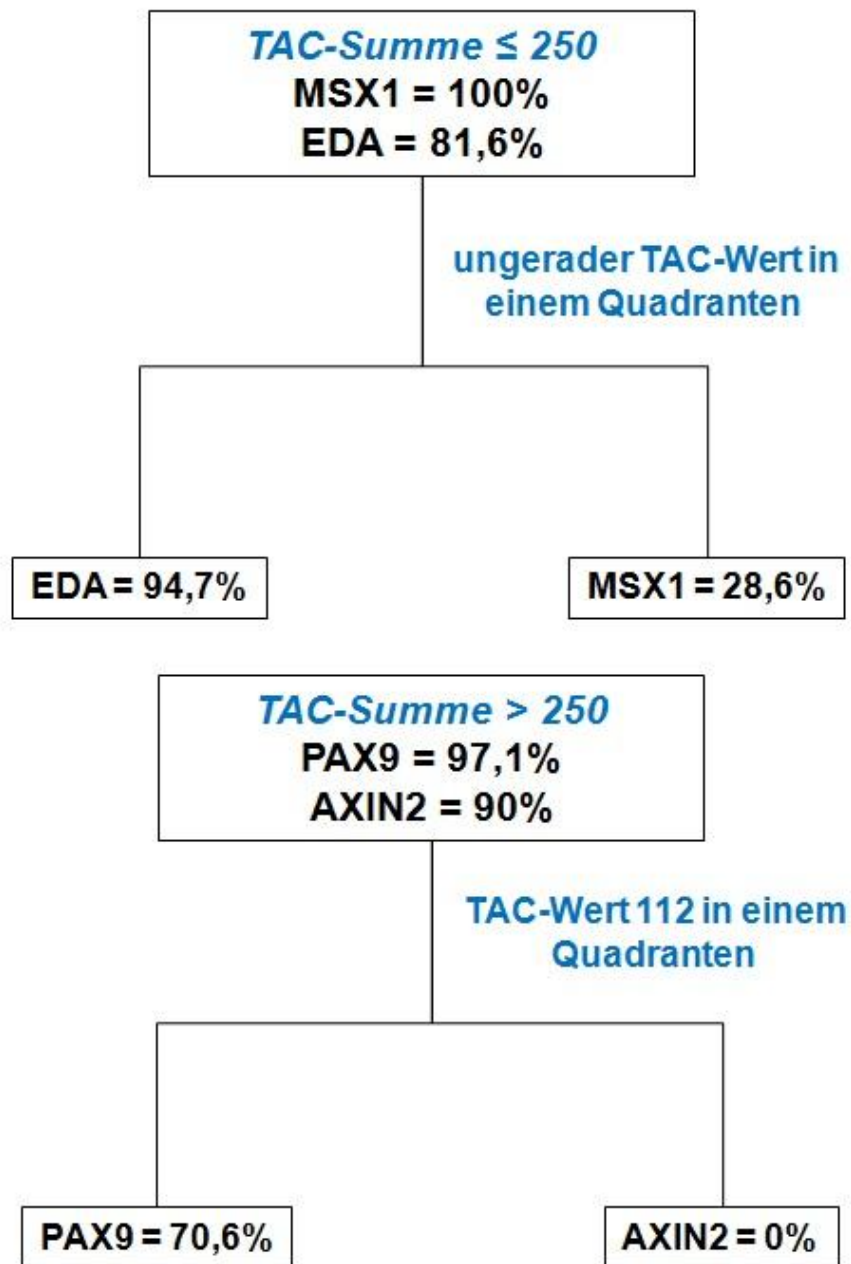 TAC-Summe ≤ 250
MSX1 = 100%
EDA = 81,6%
ungerader TAC-Wert in
einem Quadranten
EDA = 94,7%
MSX1 = 28,6%
TAC-Summe > 250
PAX9 = 97,1%
AXIN2 = 90%
TAC-Wert 112 in einem
Quadranten
PAX9 = 70,6%
AXIN2 = 0%